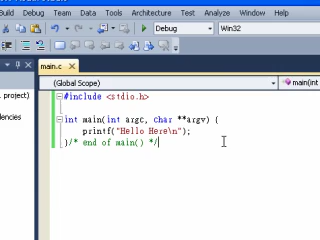 Build Debug Team Data Tools Architecture Test Analyze Window Help
Debug Win32
main.c
project)
(Global Scope)
main(int
#include <stdio.h>
int main(int argc, char **argv) {
printf("Hello Here\n");
}/* end of main() */